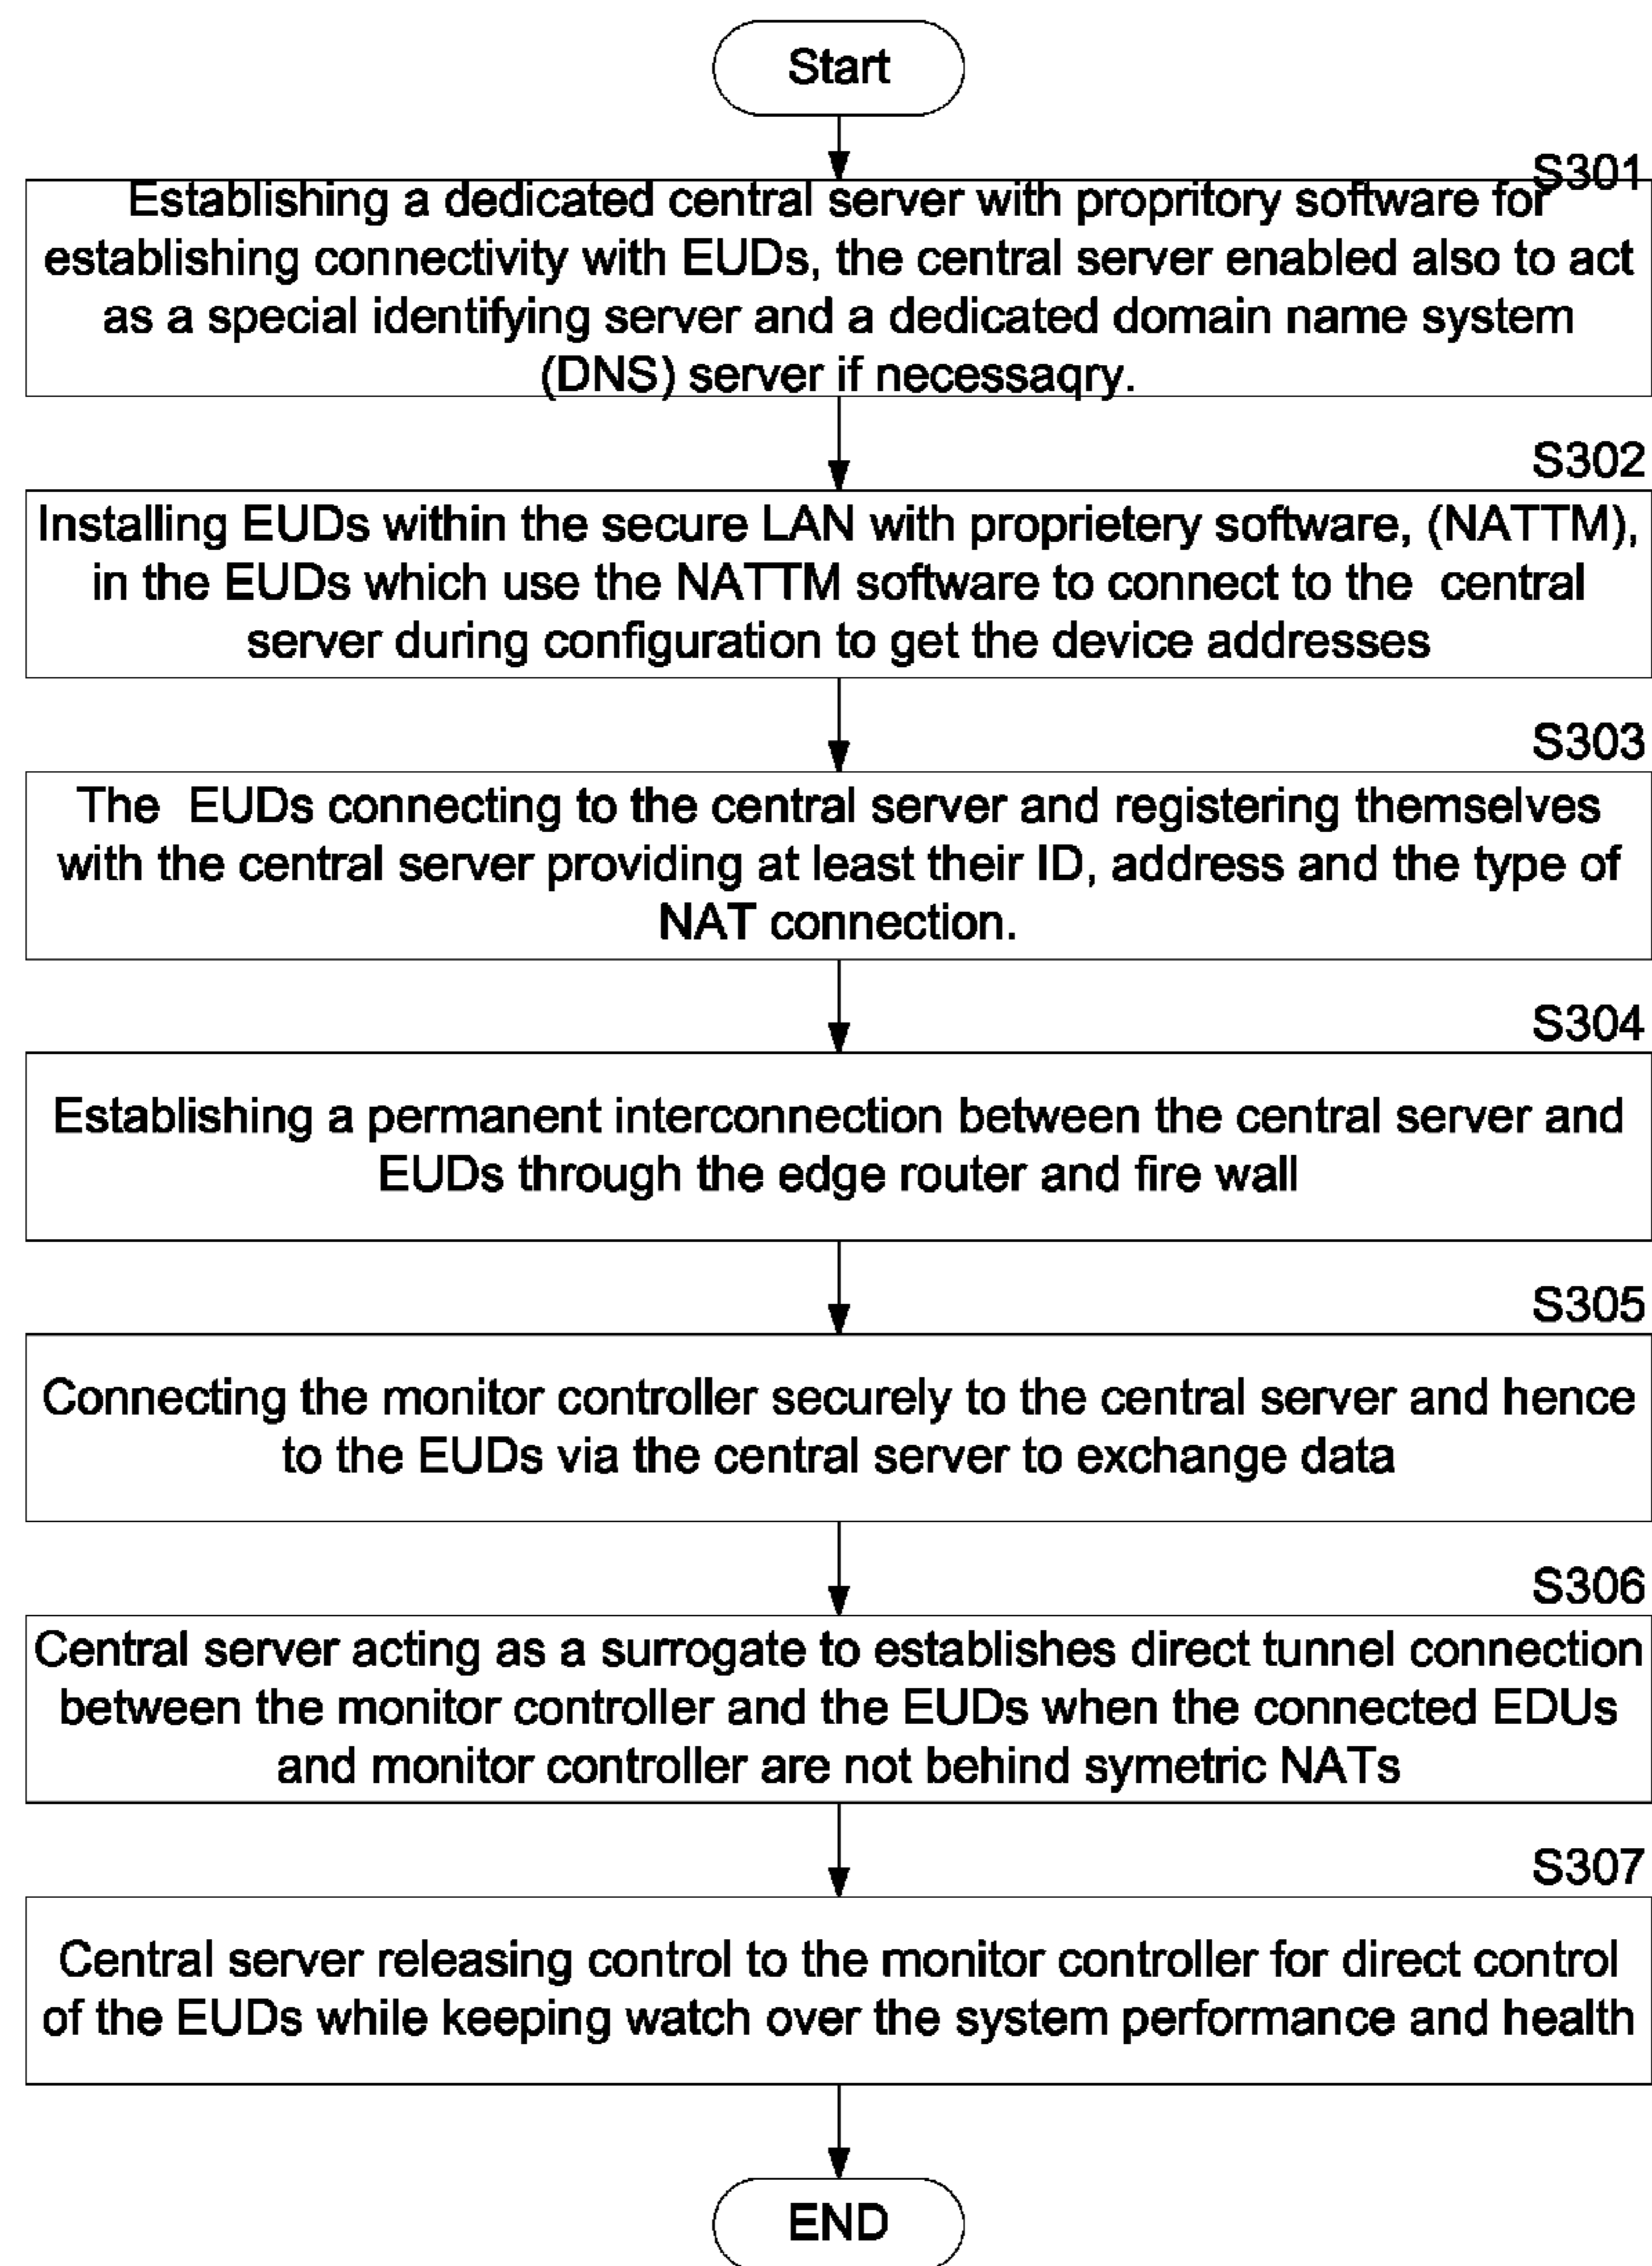 Start
S301
Establishing a dedicated central server with propritory software for
establishing connectivity with EUDs, the central server enabled also to act
as a special identifying server and a dedicated domain name system
(DNS) server if necessaqry.
S302
Installing EUDs within the secure LAN with proprietery software, (NATTM),
in the EUDs which use the NATTM software to connect to the central
server during configuration to get the device addresses
S303
The EUDs connecting to the central server and registering themselves
with the central server providing at least their ID, address and the type of
NAT connection.
S304
Establishing a permanent interconnection between the central server and
EUDs through the edge router and fire wall
S305
Connecting the monitor controller securely to the central server and hence
to the EUDs via the central server to exchange data
S306
Central server acting as a surrogate to establishes direct tunnel connection
between the monitor controller and the EUDs when the connected EDUs
and monitor controller are not behind symetric NATs
S307
Central server releasing control to the monitor controller for direct control
of the EUDs while keeping watch over the system performance and health
END